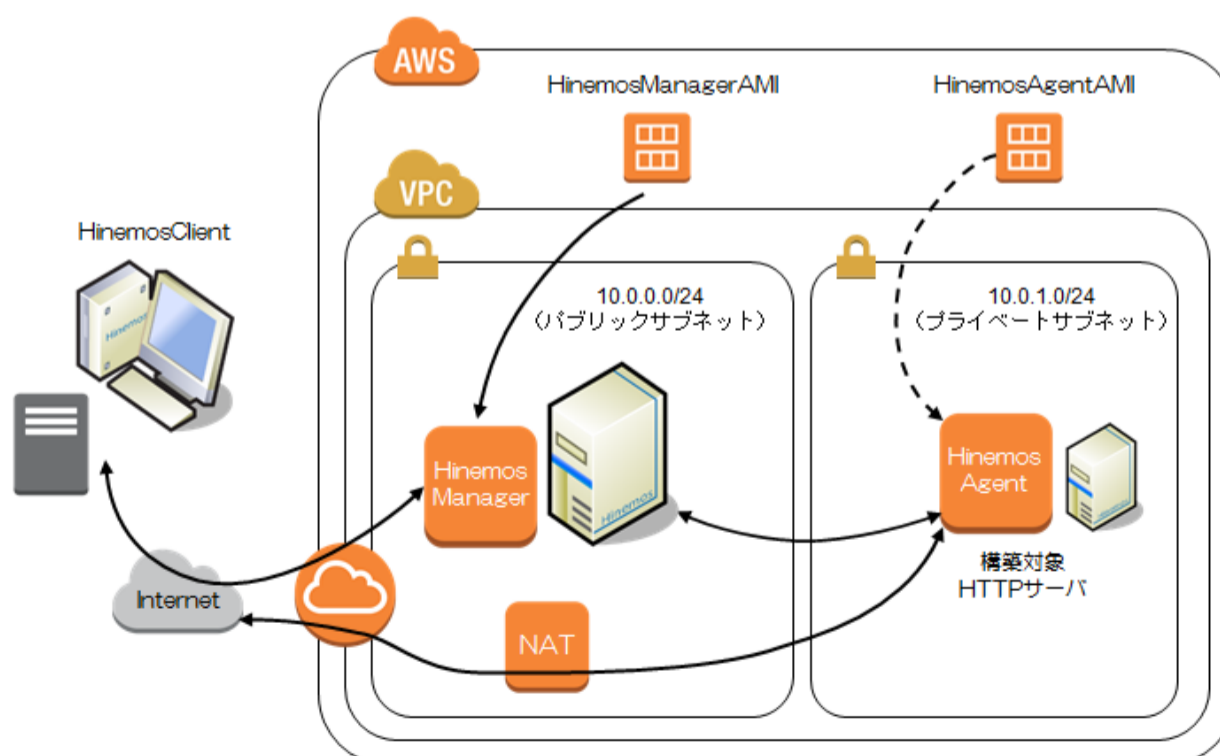 AWS
HinemosManagerAMI
HinemosAgentAMI
VPC
HinemosClient
Hinemos
10.0.0.0/24
（パブリックサブネット）
10.0.1.0/24
（プライベートサブネット）
Hinemos
Manager
Hinemos
Hinemos
Agent
構築対象
HTTPサーバ
Internet
NAT